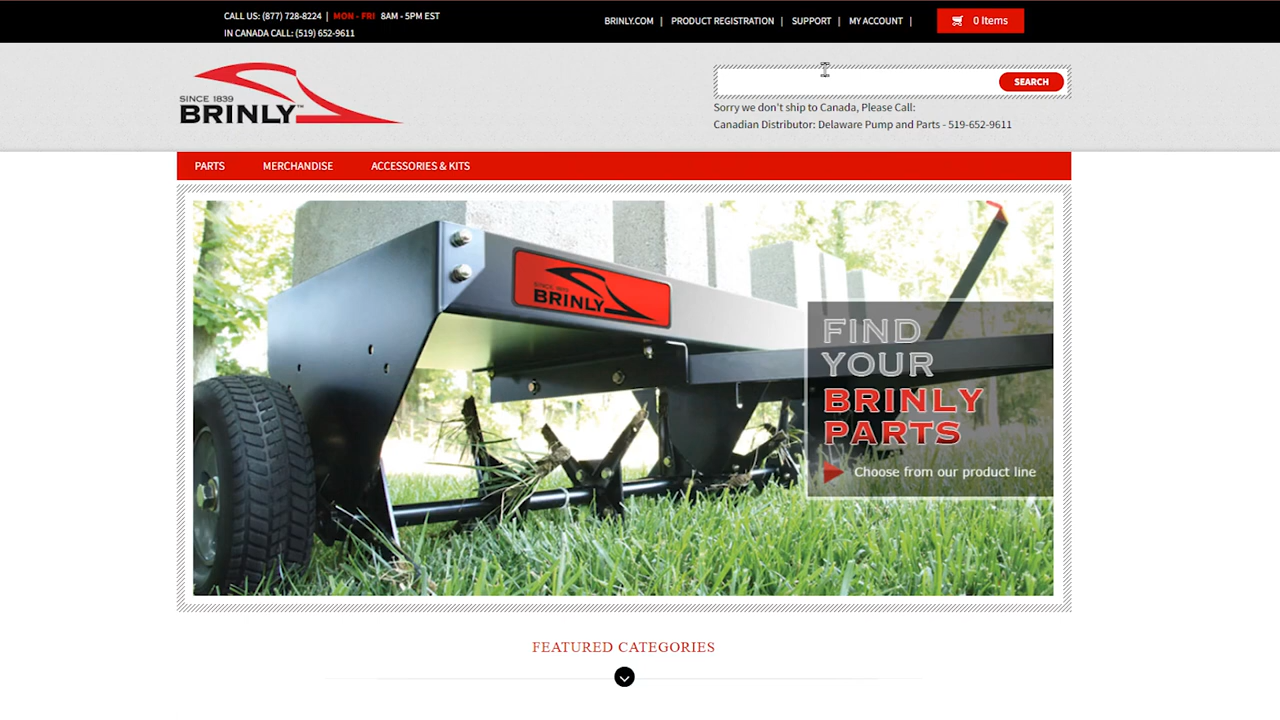 CALL US: (877) 728-8224 | MON - FRI 8AM - 5PM EST
IN CANADA CALL: (519) 652-9611
BRINLY.COM | PRODUCT REGISTRATION | SUPPORT | MY ACCOUNT |
0 Items
SINCE 1839
BRINLY™
SEARCH
Sorry we don't ship to Canada, Please Call:
Canadian Distributor: Delaware Pump and Parts - 519-652-9611
PARTS MERCHANDISE ACCESSORIES & KITS
SINCE 1839
BRINLY
FIND
YOUR
BRINLY
PARTS
Choose from our product line
FEATURED CATEGORIES